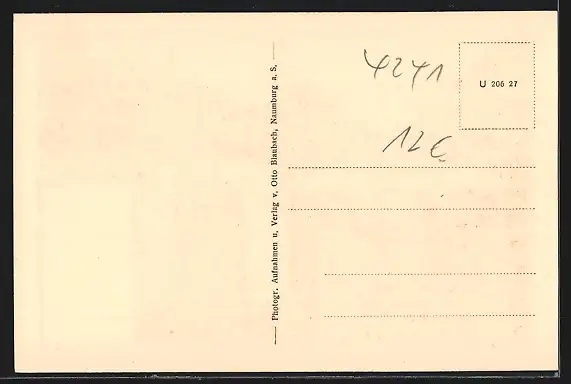 4241
U 206 27
12€
Photogr. Aufnahmen u. Verlag v. Otto Blaubach, Naumburg a. S.